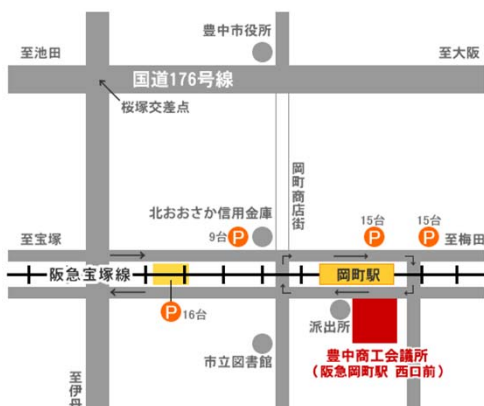 豊中市役所
至池田
至大阪
国道176号線
桜塚交差点
岡町商店街
北おおさか信用金庫
15台
15台
9台 P
P
P
至宝塚
至梅田
阪急宝塚線
岡町駅
P 16台
派出所
市立図書館
豊中商工会議所
(阪急岡町駅 西口前)
至伊丹